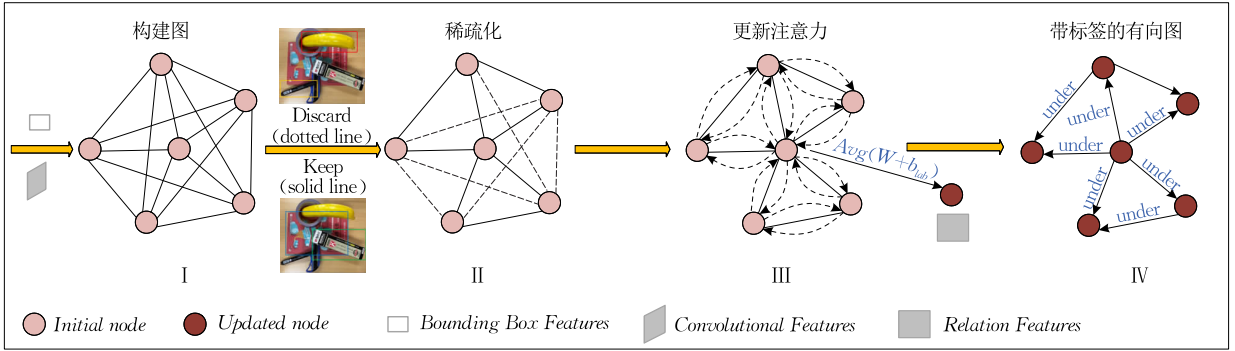 构建图
稀疏化
更新注意力
带标签的有向图
Discard
(dotted line)
Keep
(solid line)
Avg(W+b_{ab})
under
under
under
under
under
under
under
I
II
III
IV
Initial node
Updated node
Bounding Box Features
Convolutional Features
Relation Features